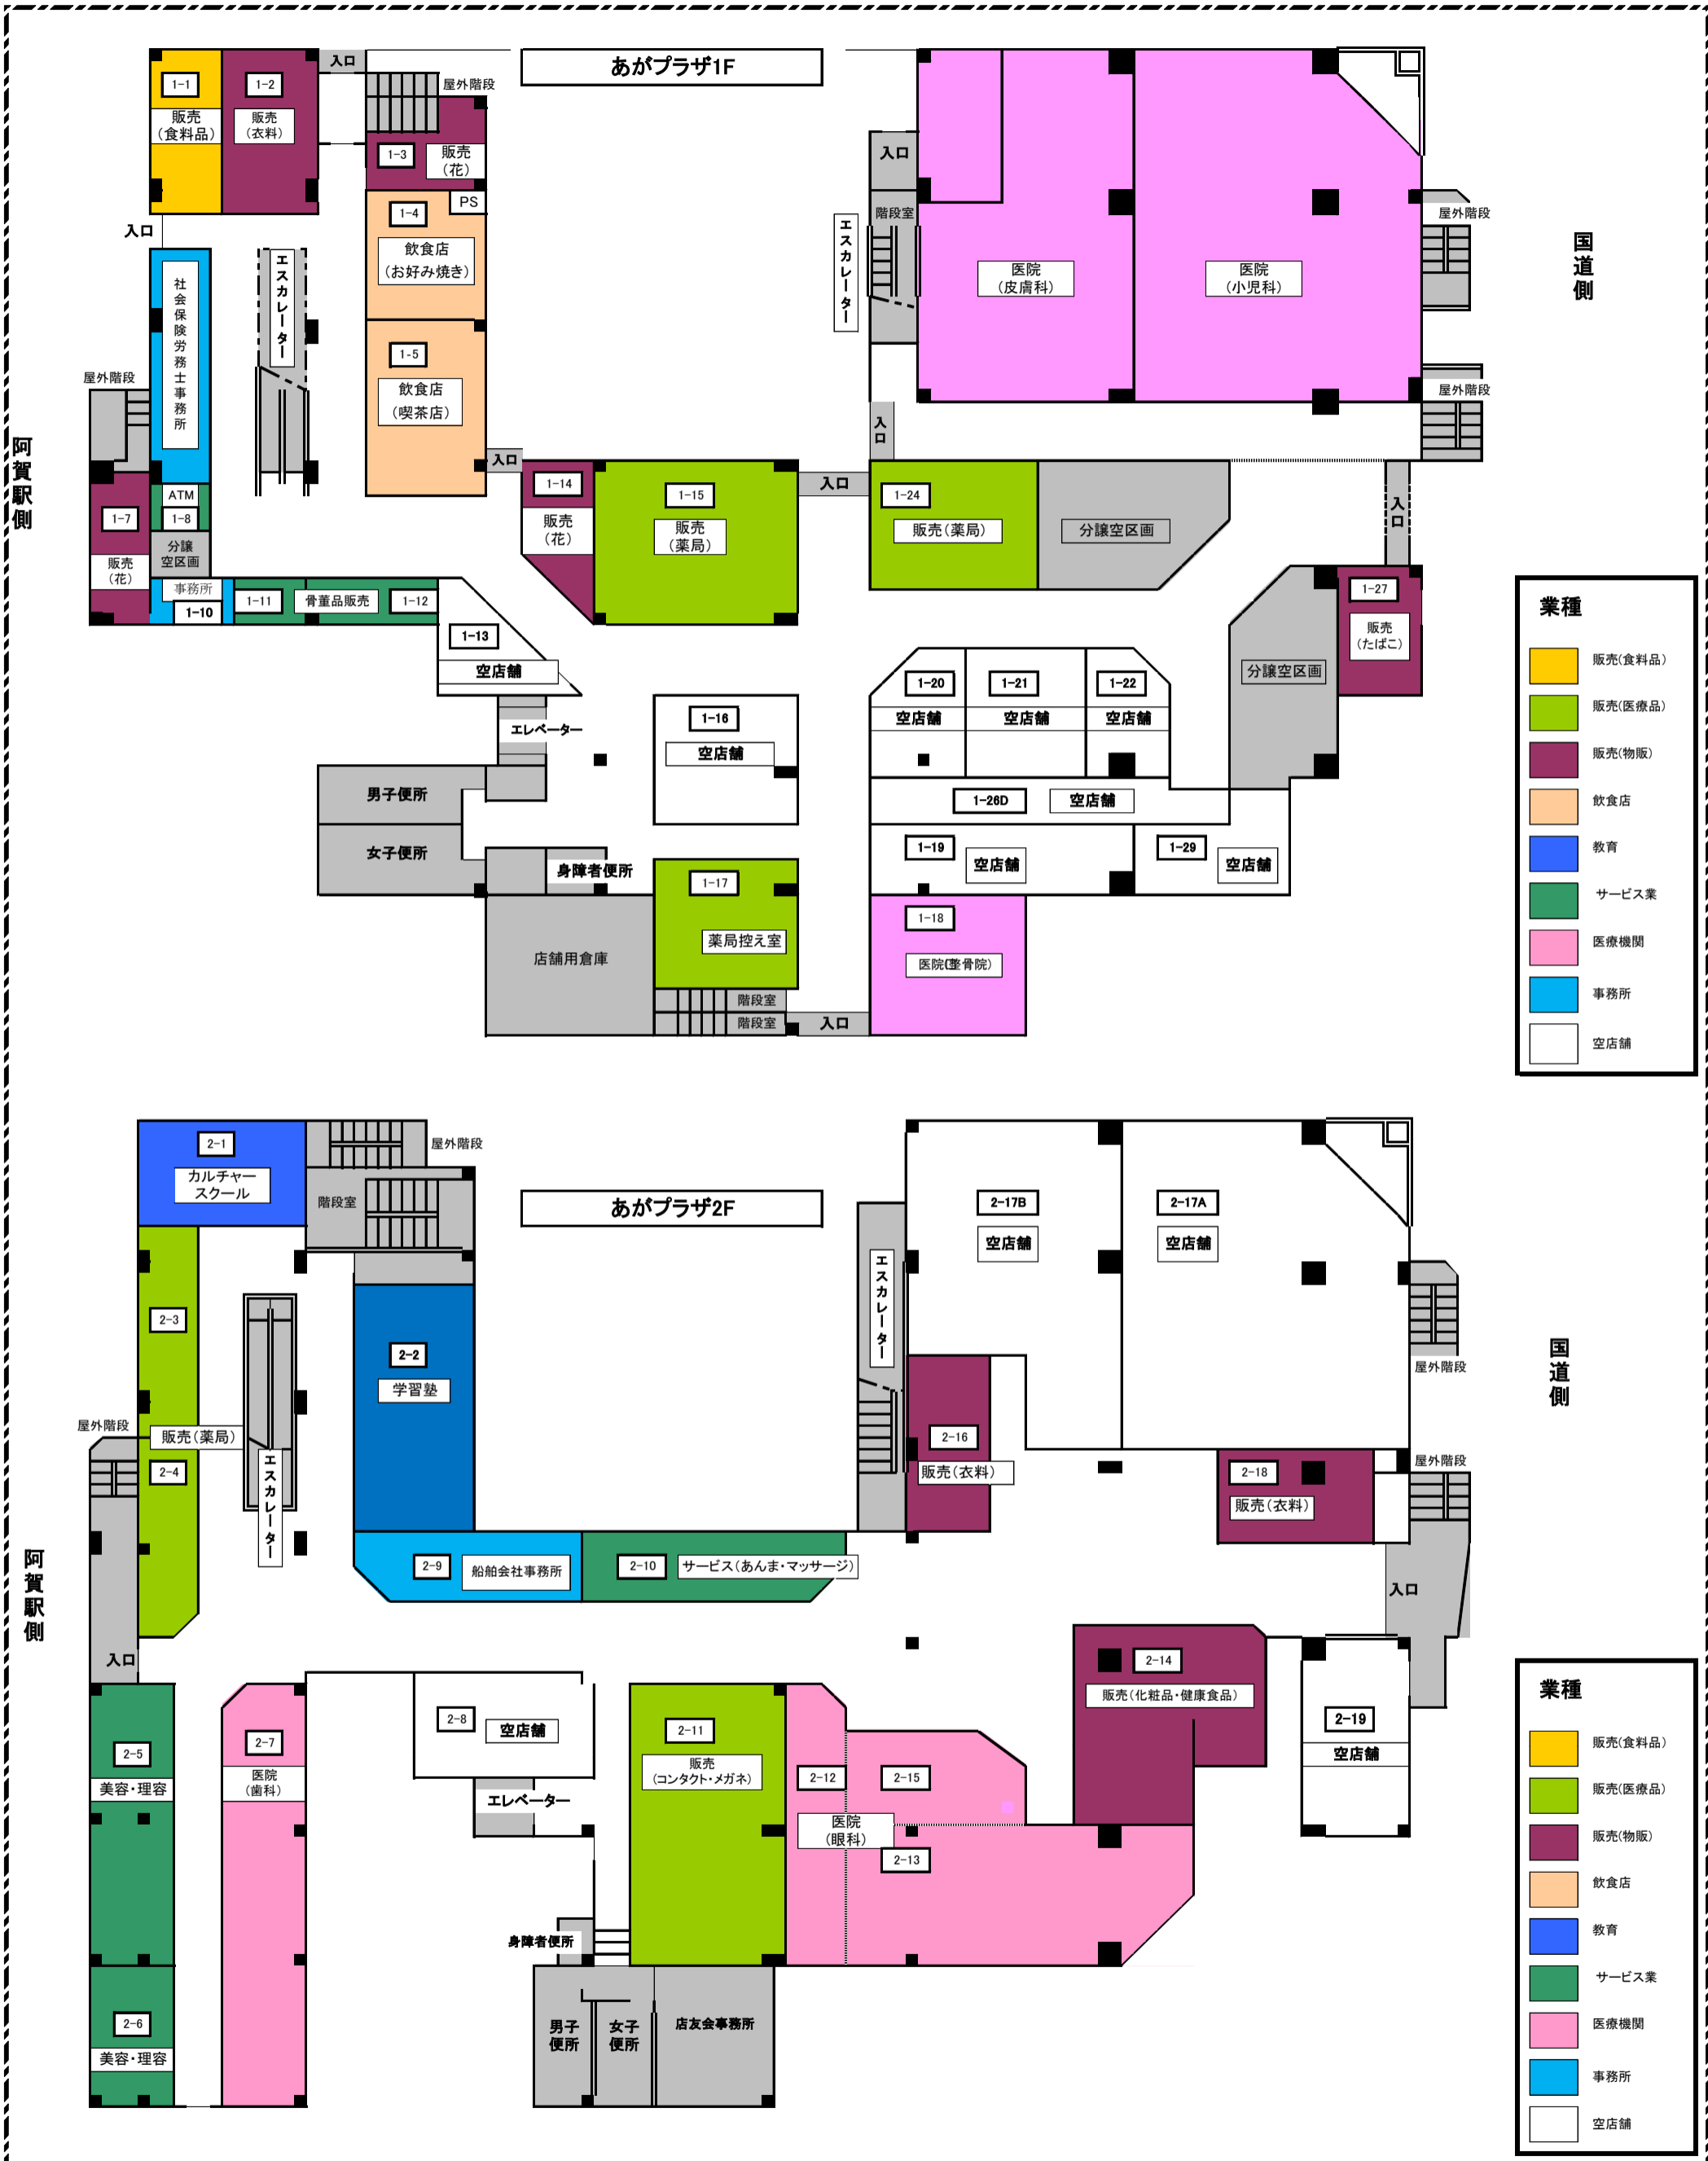 あがプラザ1F
入口
屋外階段
1-1
販売
(食料品)
1-2
販売
(衣料)
1-3
販売
(花)
PS
1-4
飲食店
(お好み焼き)
1-5
飲食店
(喫茶店)
入口
エスカレーター
社会保険労務士事務所
屋外階段
阿賀駅側
1-7
販売
(花)
ATM
1-8
分譲
空区画
事務所
1-10
1-11
骨董品販売
1-12
1-13
空店舗
入口
1-14
販売
(花)
1-15
販売
(薬局)
入口
入口
階段室
エスカレーター
医院
(皮膚科)
医院
(小児科)
屋外階段
国道側
屋外階段
入口
1-24
販売(薬局)
分譲空区画
入口
1-27
販売
(たばこ)
分譲空区画
エレベーター
1-16
空店舗
1-20
空店舗
1-21
空店舗
1-22
空店舗
男子便所
女子便所
身障者便所
1-26D
空店舗
1-19
空店舗
1-29
空店舗
1-17
薬局控え室
店舗用倉庫
階段室
階段室
入口
1-18
医院(整骨院)
業種
販売(食料品)
販売(医療品)
販売(物販)
飲食店
教育
サービス業
医療機関
事務所
空店舗
あがプラザ2F
2-1
カルチャー
スクール
屋外階段
階段室
2-3
販売(薬局)
2-4
エスカレーター
屋外階段
2-2
学習塾
阿賀駅側
入口
2-9
船舶会社事務所
2-10
サービス(あんま・マッサージ)
エスカレーター
2-17B
空店舗
2-17A
空店舗
屋外階段
国道側
2-16
販売(衣料)
2-18
販売(衣料)
屋外階段
入口
2-5
美容・理容
2-6
美容・理容
2-7
医院
(歯科)
2-8
空店舗
エレベーター
2-11
販売
(コンタクト・メガネ)
2-12
2-15
医院
(眼科)
2-13
2-14
販売(化粧品・健康食品)
2-19
空店舗
身障者便所
男子
便所
女子
便所
店友会事務所
業種
販売(食料品)
販売(医療品)
販売(物販)
飲食店
教育
サービス業
医療機関
事務所
空店舗